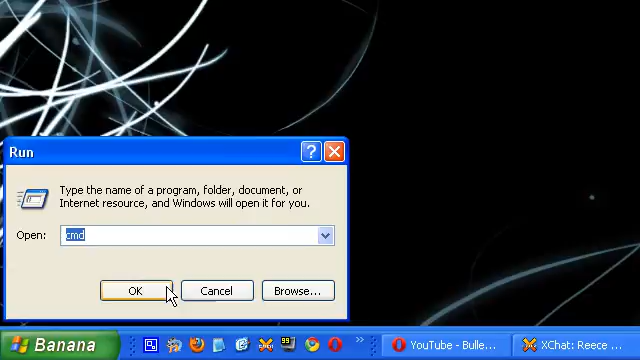 Run
Type the name of a program, folder, document, or
Internet resource, and Windows will open it for you.
Open: cmd
OK Cancel Browse...
Banana 99 » YouTube - Bulle... XChat: Reece ...